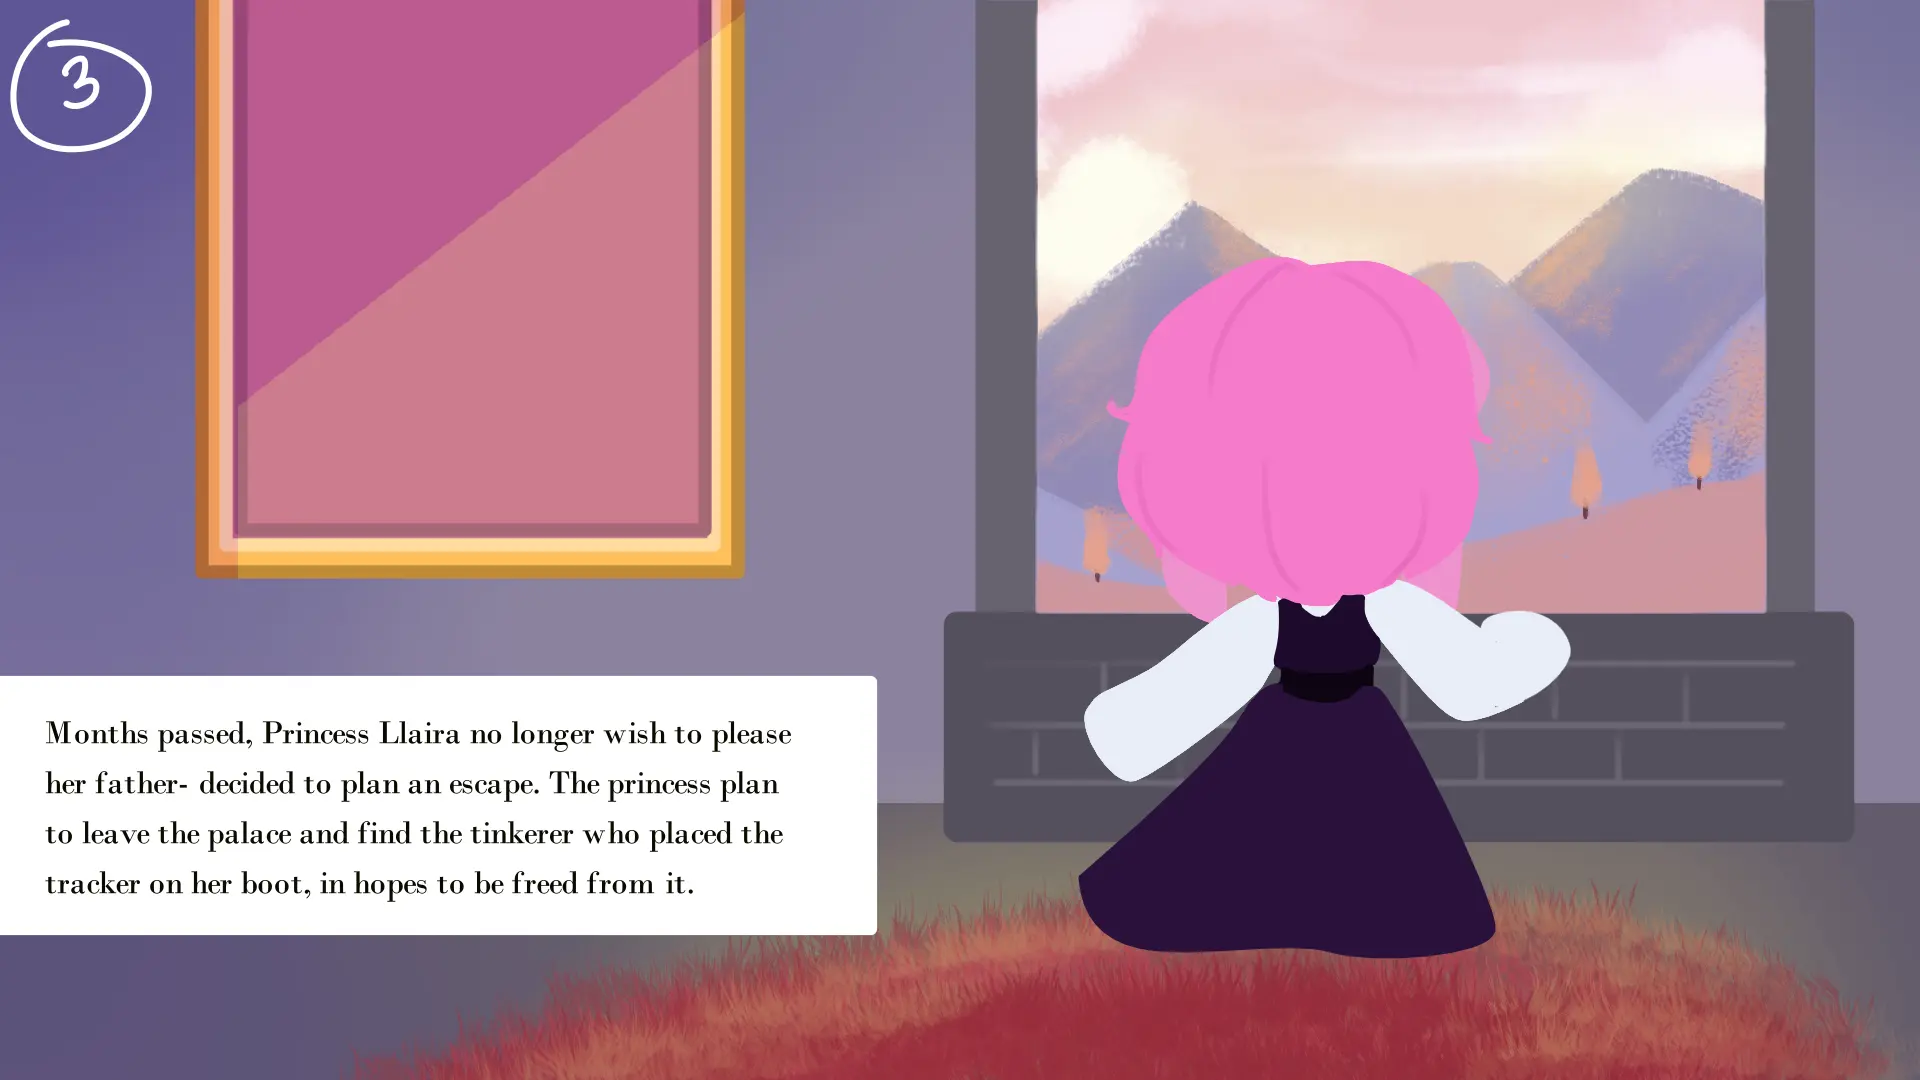 3
Months passed, Princess Llaira no longer wish to please
her father- decided to plan an escape. The princess plan
to leave the palace and find the tinkerer who placed the
tracker on her boot, in hopes to be freed from it.